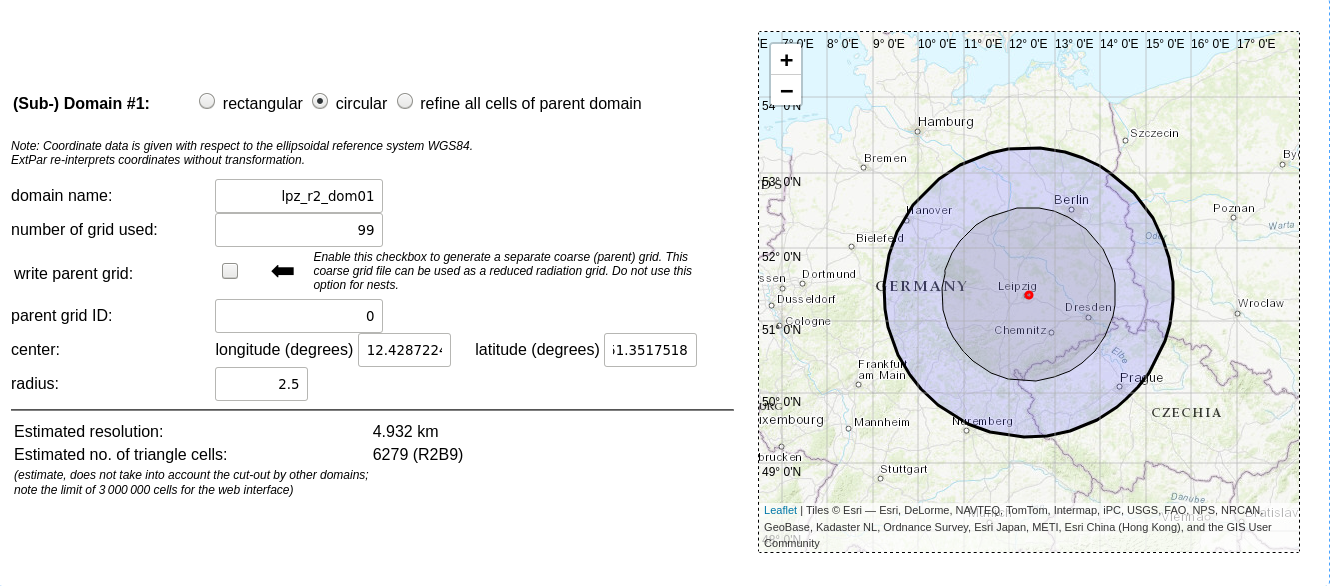 (Sub-) Domain #1: rectangular circular refine all cells of parent domain
Note: Coordinate data is given with respect to the ellipsoidal reference system WGS84.
ExtPar re-interprets coordinates without transformation.
domain name: lpz_r2_dom01
number of grid used: 99
write parent grid:
Enable this checkbox to generate a separate coarse (parent) grid. This
coarse grid file can be used as a reduced radiation grid. Do not use this
option for nests.
parent grid ID: 0
center: longitude (degrees) 12.4287224 latitude (degrees) 51.3517518
radius: 2.5
Estimated resolution: 4.932 km
Estimated no. of triangle cells: 6279 (R2B9)
(estimate, does not take into account the cut-out by other domains;
note the limit of 3 000 000 cells for the web interface)
E 7° 0'E 8° 0'E 9° 0'E 10° 0'E 11° 0'E 12° 0'E 13° 0'E 14° 0'E 15° 0'E 16° 0'E 17° 0'E
+
−
54° 0'N
Hamburg
Szczecin
Bremen
53° 0'N
Berlin
Hanover
Poznan
Warta
Bielefeld
Oder
52° 0'N
Dortmund
ssen
GERMANY
Leipzig
Dusseldorf
Dresden
Wroclaw
Cologne
51° 0'N
Chemnitz
Elbe
Frankfurt
am Main
Prague
50° 0'N
CZECHIA
Mannheim
Nuremberg
uxembourg
brucken
Stuttgart
49° 0'N
Danube
Leaflet | Tiles © Esri — Esri, DeLorme, NAVTEQ, TomTom, Intermap, iPC, USGS, FAO, NPS, NRCAN,
GeoBase, Kadaster NL, Ordnance Survey, Esri Japan, METI, Esri China (Hong Kong), and the GIS User
Community
48° 0'N